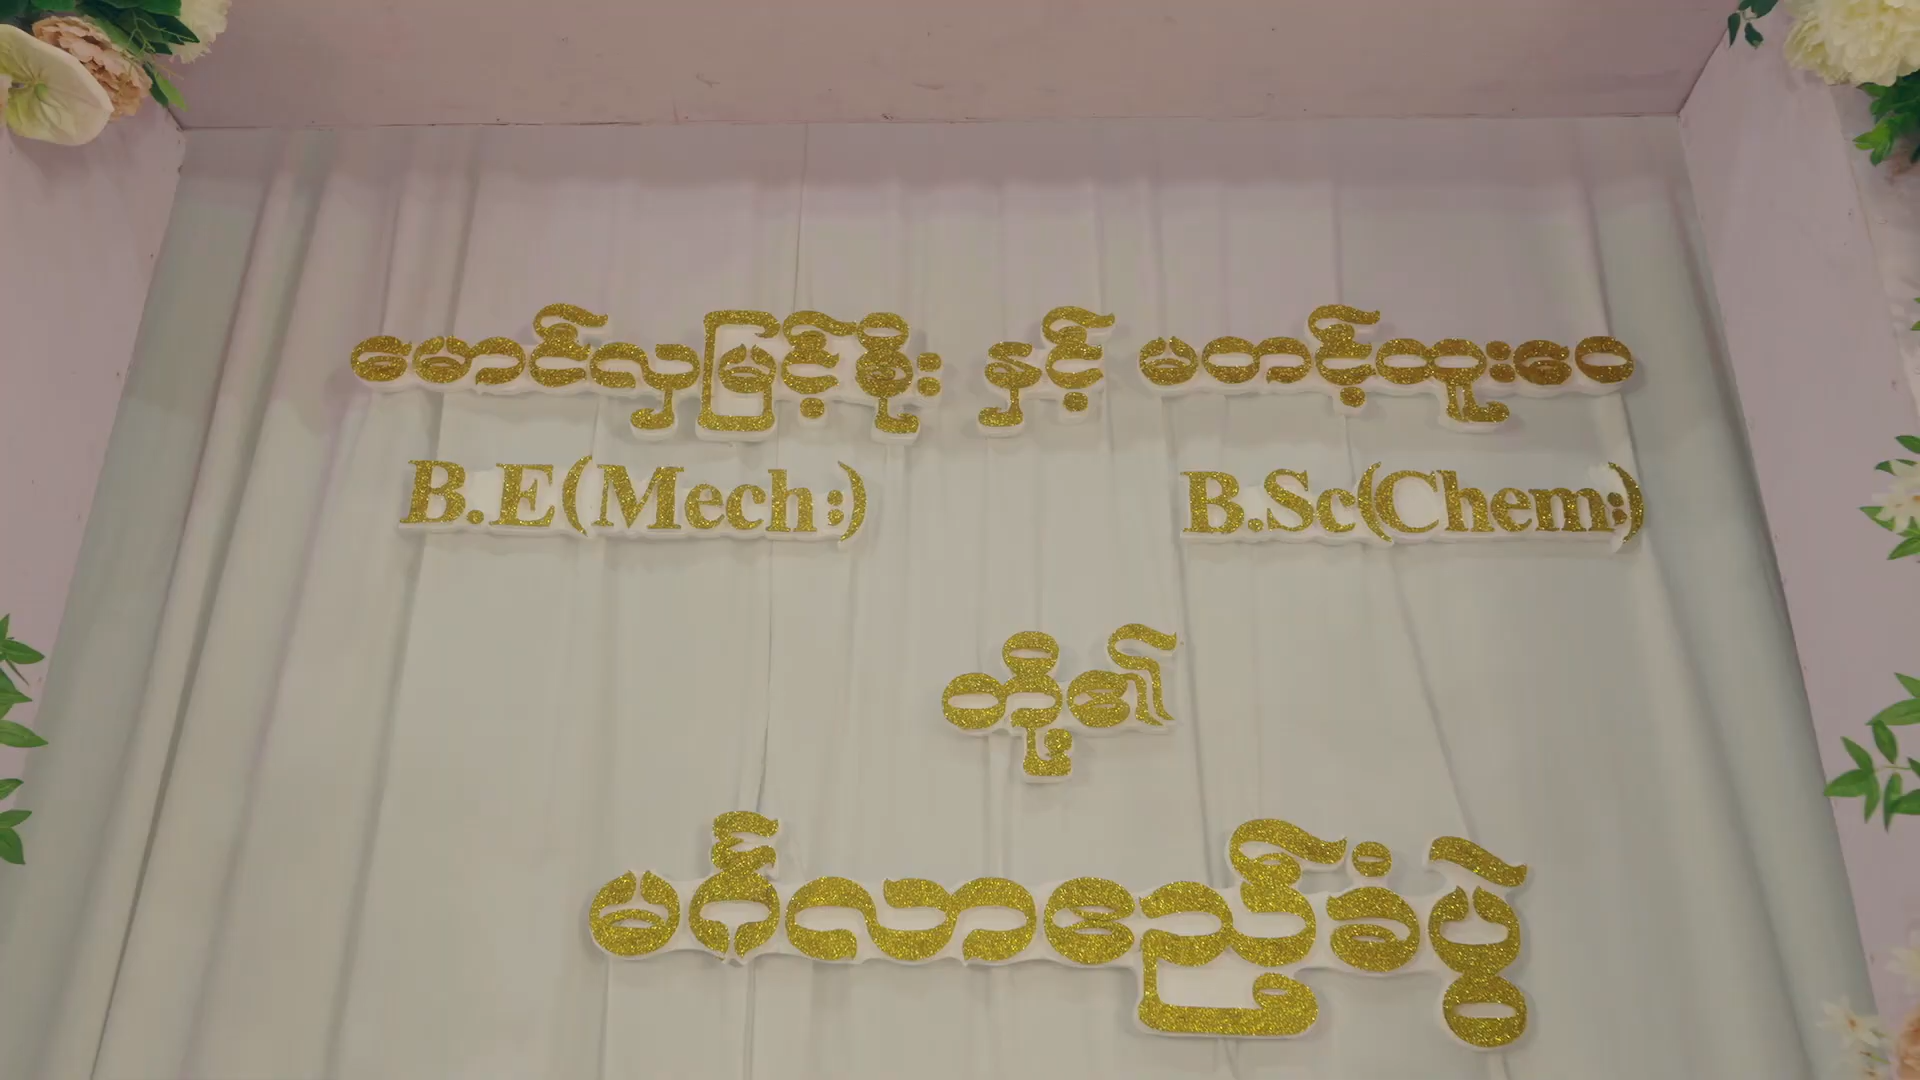 မောင်လှမြင့်စိုး နှင့် မတင့်ထူးဝေ
B.E(Mech:) B.Sc(Chem:)
တို့၏
မင်္ဂလာဧည့်ခံပွဲ